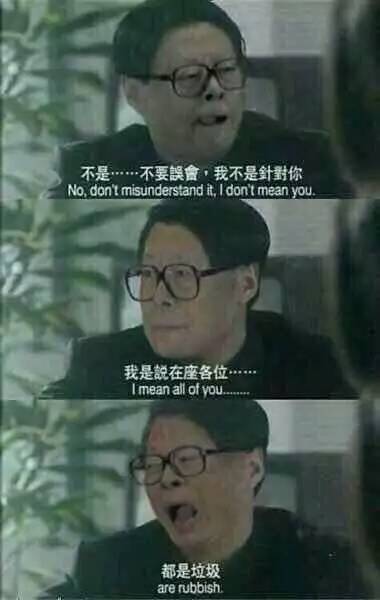 不是……不要誤會，我不是針對你
No, don't misunderstand it, I don't mean you.
我是説在座各位……
I mean all of you........
都是垃圾
are rubbish.